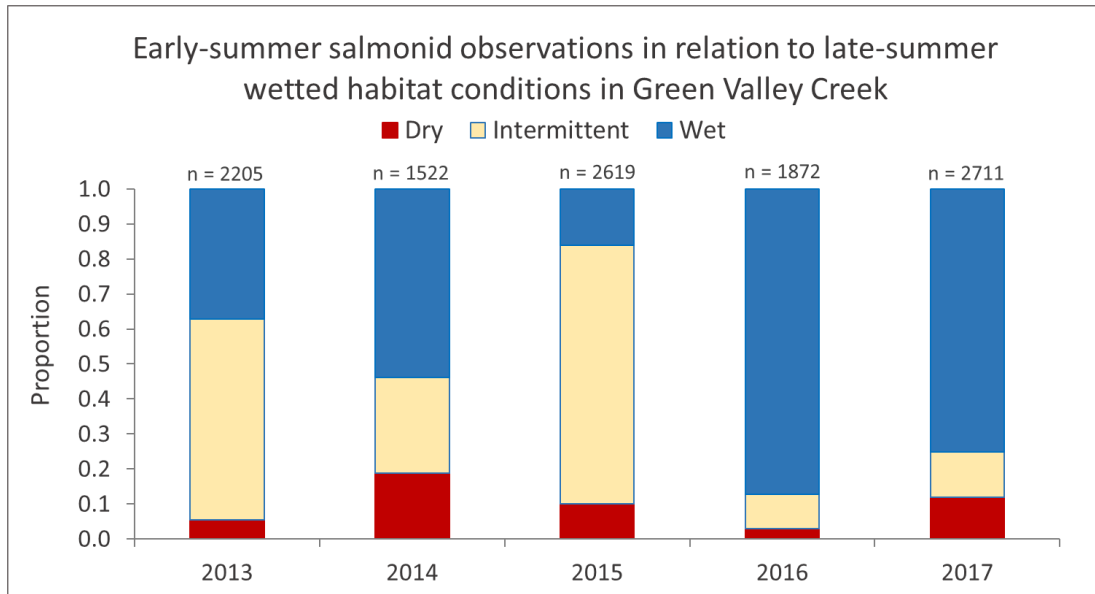 Early-summer salmonid observations in relation to late-summer
wetted habitat conditions in Green Valley Creek
Dry Intermittent Wet
n = 2205 n = 1522 n = 2619 n = 1872 n = 2711
1.0
0.9
0.8
0.7
0.6
0.5
0.4
0.3
0.2
0.1
0.0
Proportion
2013 2014 2015 2016 2017